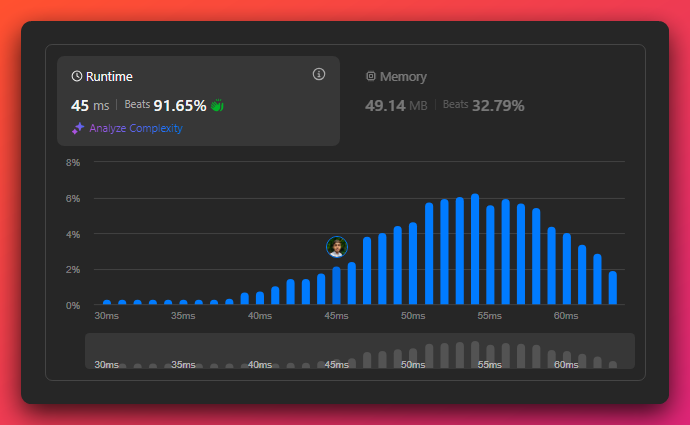 Runtime
45 ms | Beats 91.65%
Analyze Complexity
Memory
49.14 MB | Beats 32.79%
8%
6%
4%
2%
0%
30ms 35ms 40ms 45ms 50ms 55ms 60ms
30ms 35ms 40ms 45ms 50ms 55ms 60ms